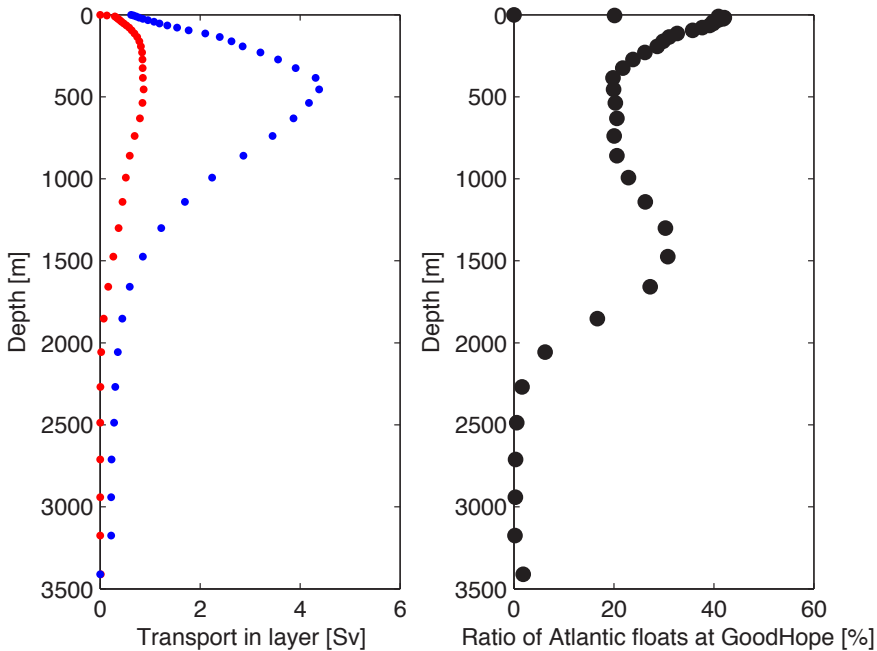 0
500
1000
1500
2000
2500
3000
3500
Depth [m]
0 2 4 6
Transport in layer [Sv]
0
500
1000
1500
2000
2500
3000
3500
Depth [m]
0 20 40 60
Ratio of Atlantic floats at GoodHope [%]